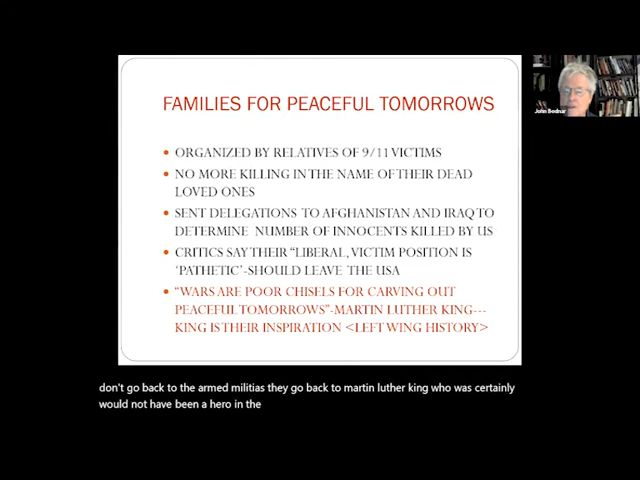 FAMILIES FOR PEACEFUL TOMORROWS
John Bodnar
ORGANIZED BY RELATIVES OF 9/11 VICTIMS
NO MORE KILLING IN THE NAME OF THEIR DEAD
LOVED ONES
SENT DELEGATIONS TO AFGHANISTAN AND IRAQ TO
DETERMINE NUMBER OF INNOCENTS KILLED BY US
CRITICS SAY THEIR "LIBERAL, VICTIM POSITION IS
'PATHETIC'-SHOULD LEAVE THE USA
"WARS ARE POOR CHISELS FOR CARVING OUT
PEACEFUL TOMORROWS"-MARTIN LUTHER KING---
KING IS THEIR INSPIRATION <LEFT WING HISTORY>
don't go back to the armed militias they go back to martin luther king who was certainly
would not have been a hero in the